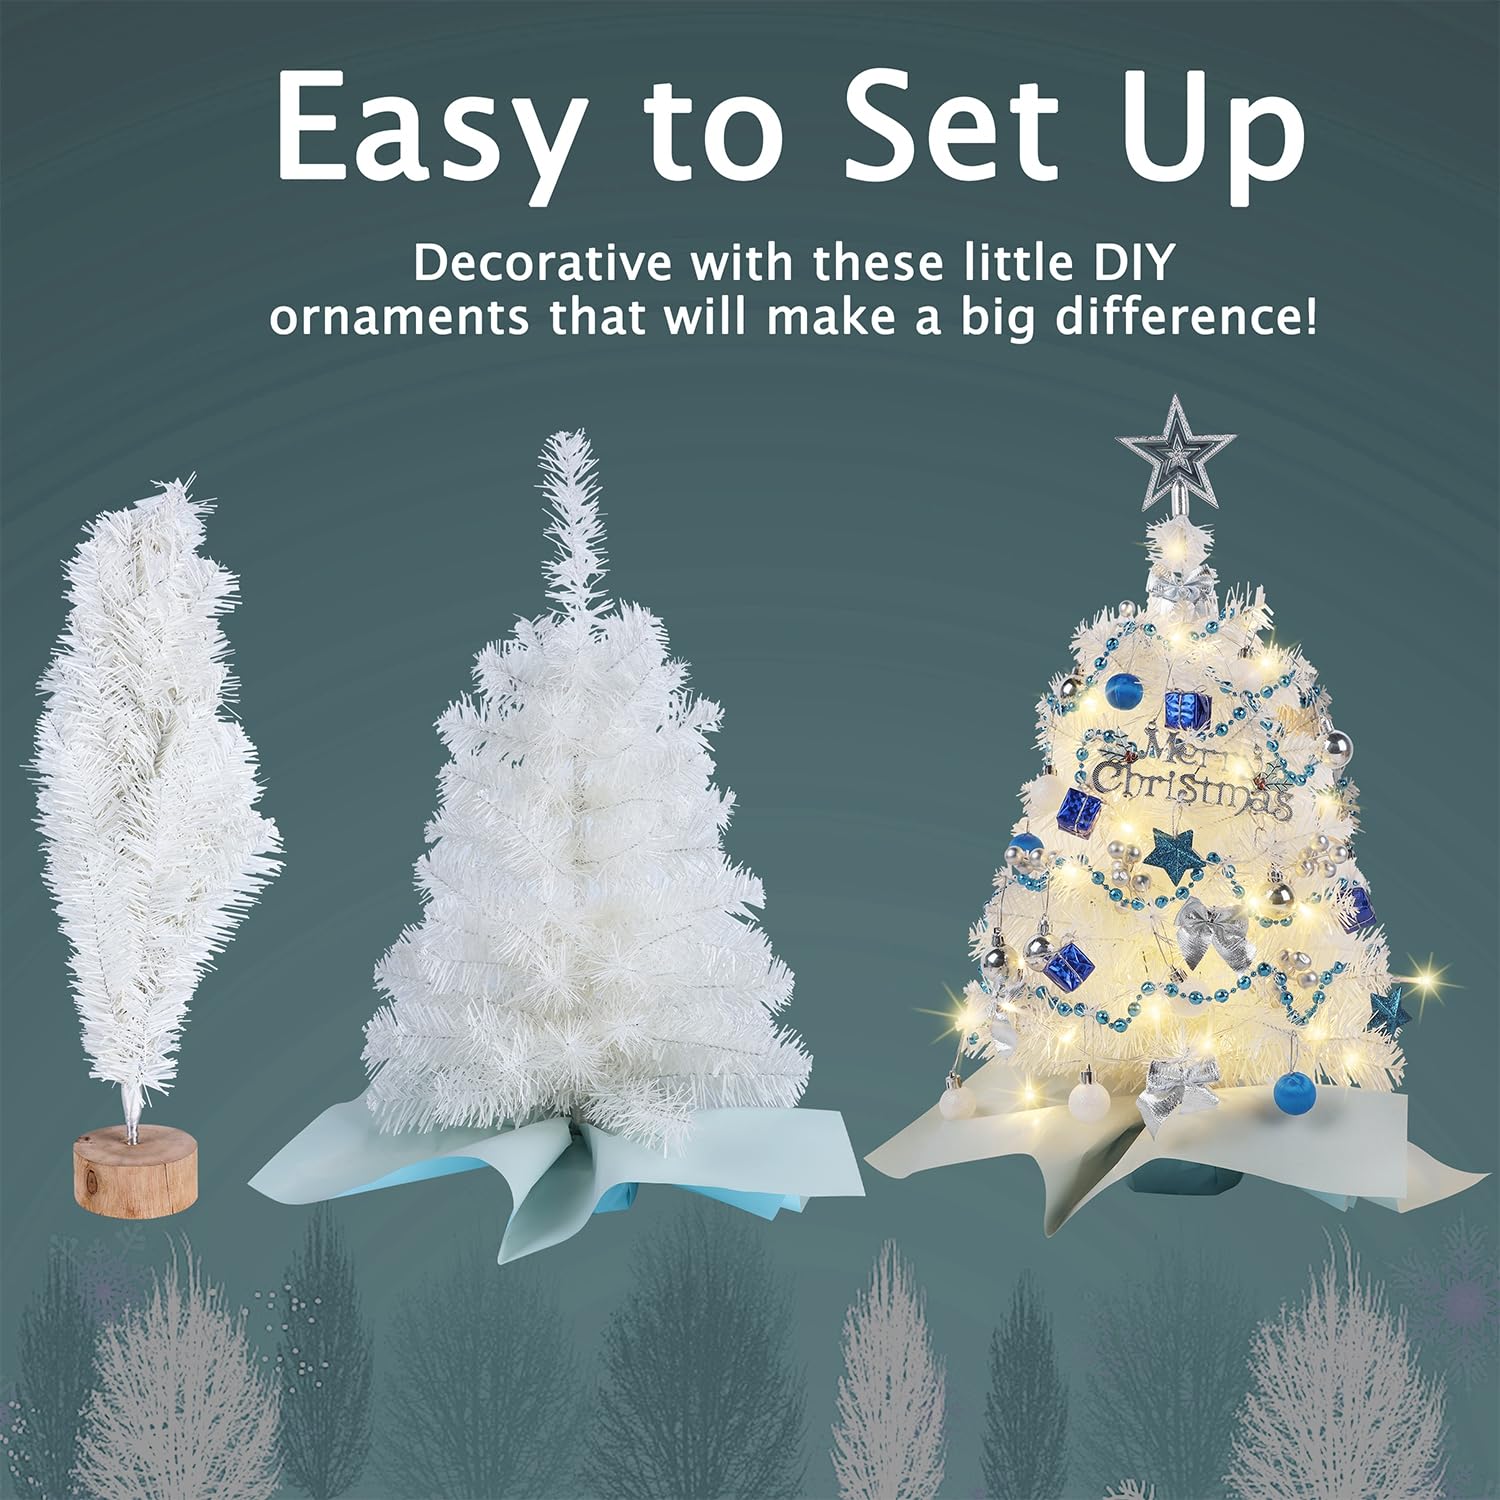 Easy to Set Up
Decorative with these little DIY
ornaments that will make a big difference!
Merry
Christmas